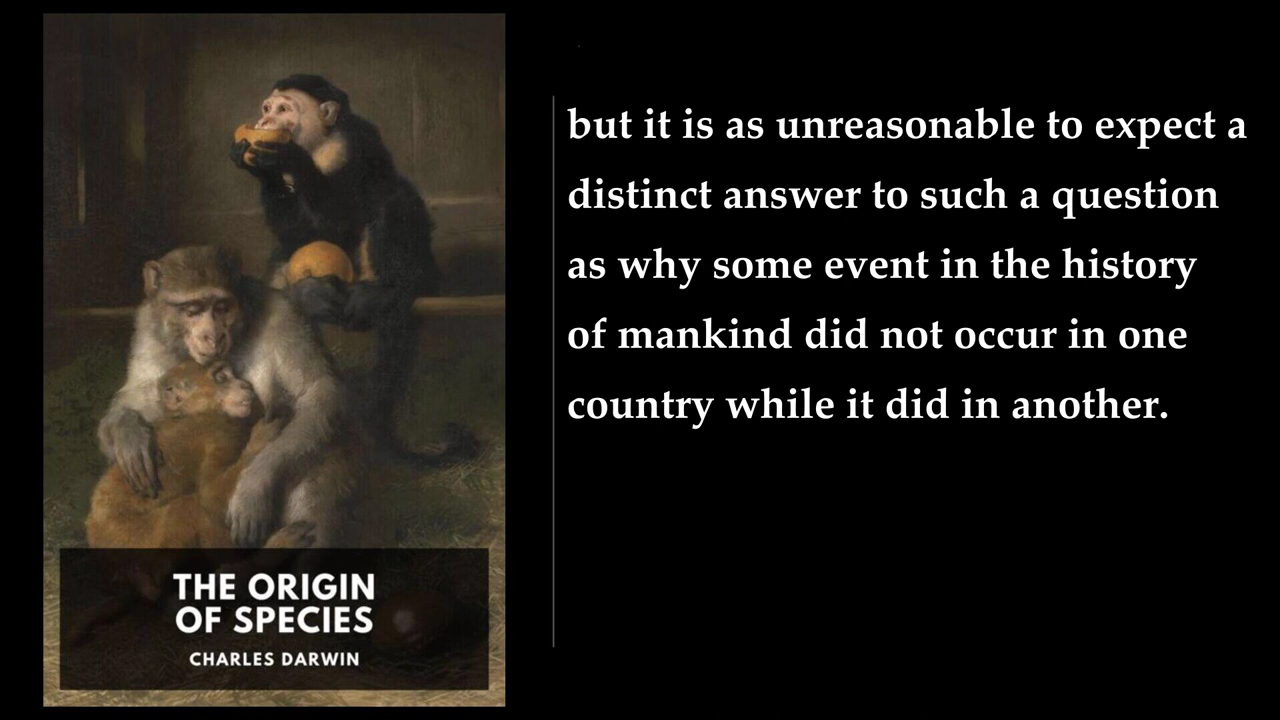 but it is as unreasonable to expect a
distinct answer to such a question
as why some event in the history
of mankind did not occur in one
country while it did in another.
THE ORIGIN
OF SPECIES
CHARLES DARWIN